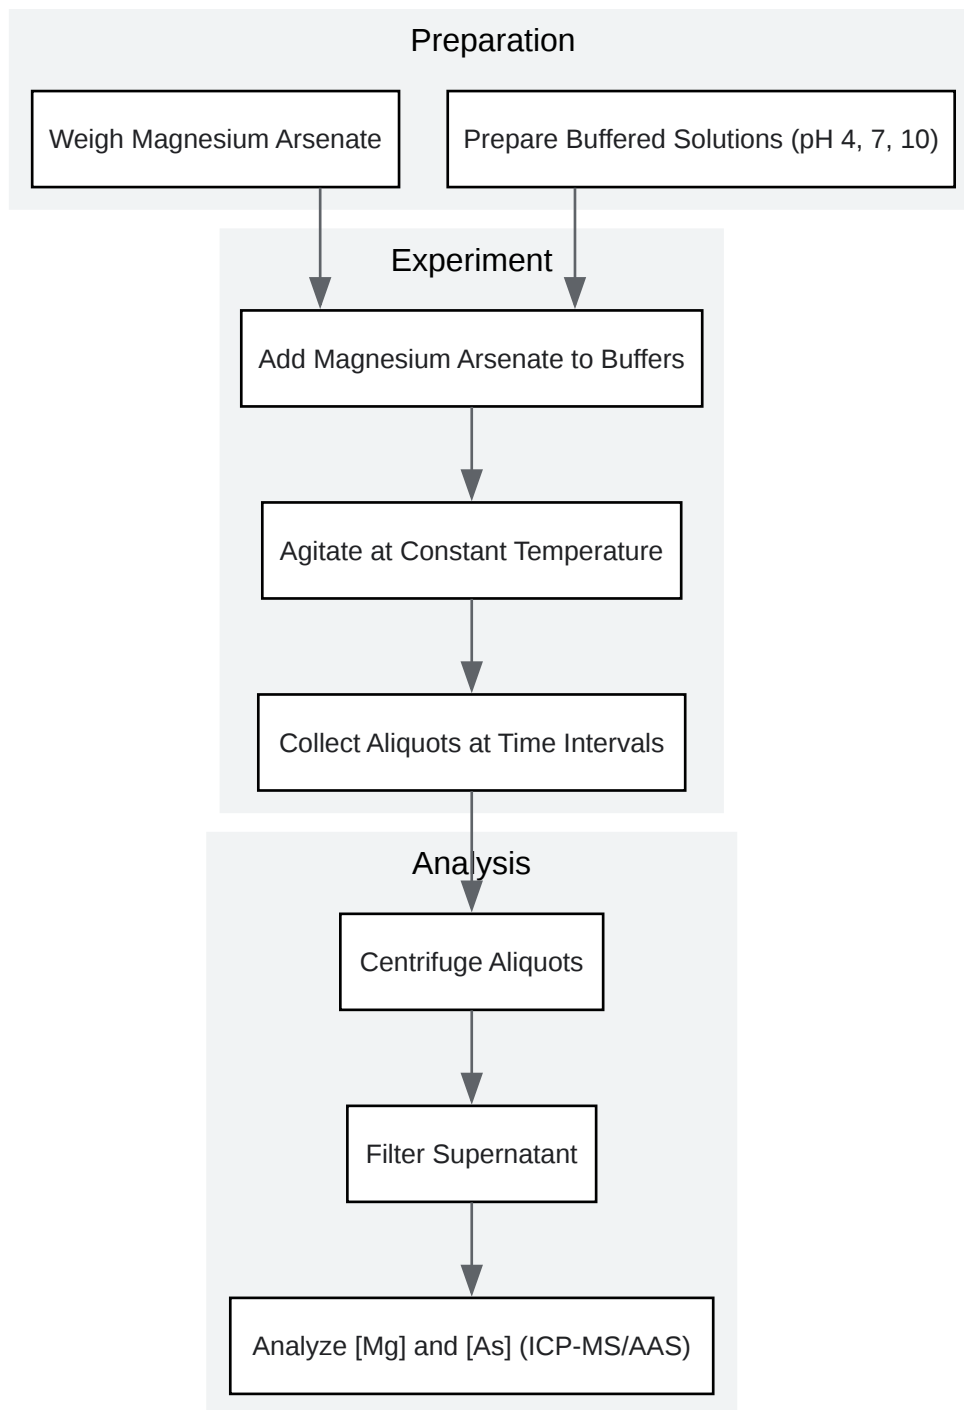 Preparation
Weigh Magnesium Arsenate
Prepare Buffered Solutions (pH 4, 7, 10)
Experiment
Add Magnesium Arsenate to Buffers
Agitate at Constant Temperature
Collect Aliquots at Time Intervals
Analysis
Centrifuge Aliquots
Filter Supernatant
Analyze [Mg] and [As] (ICP-MS/AAS)